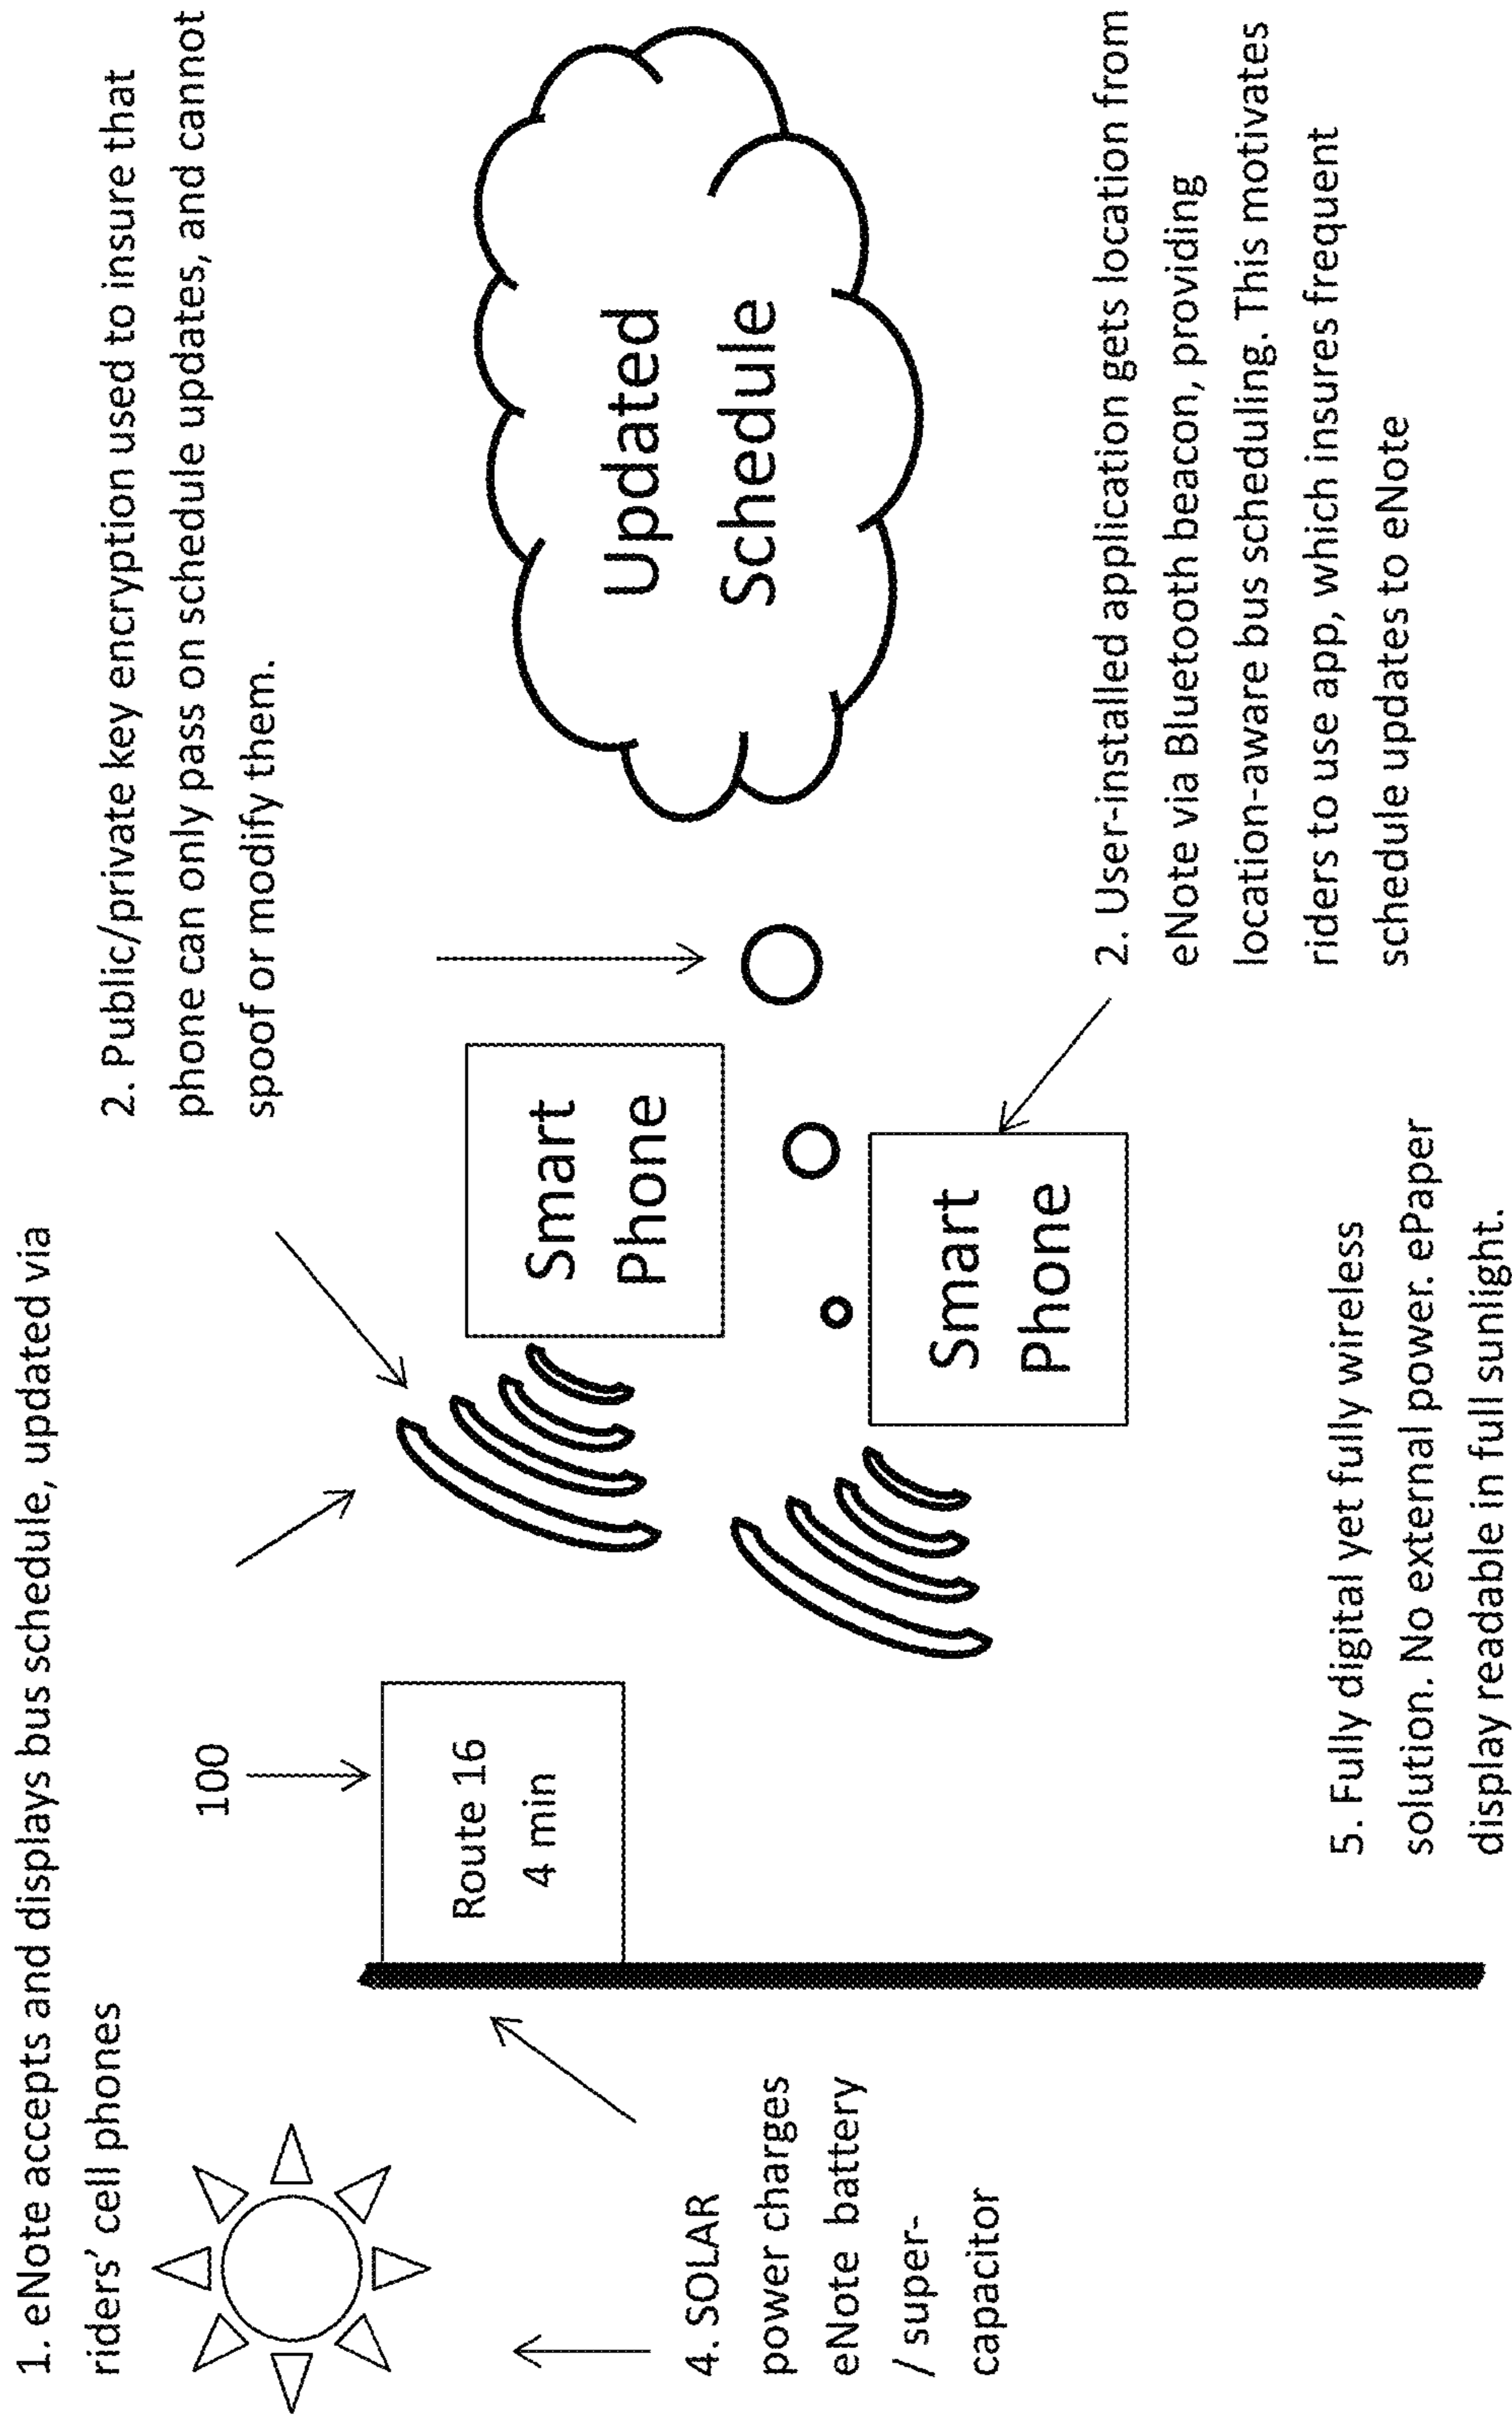 1. eNote accepts and displays bus schedule, updated via
riders’ cell phones
2. Public/private key encryption used to insure that
phone can only pass on schedule updates, and cannot
spoof or modify them.
100
Route 16
4 min
Smart
Phone
Updated
Schedule
Smart
Phone
4. SOLAR
power charges
eNote battery
/ super-
capacitor
2. User-installed application gets location from
eNote via Bluetooth beacon, providing
location-aware bus scheduling. This motivates
riders to use app, which insures frequent
schedule updates to eNote
5. Fully digital yet fully wireless
solution. No external power. ePaper
display readable in full sunlight.